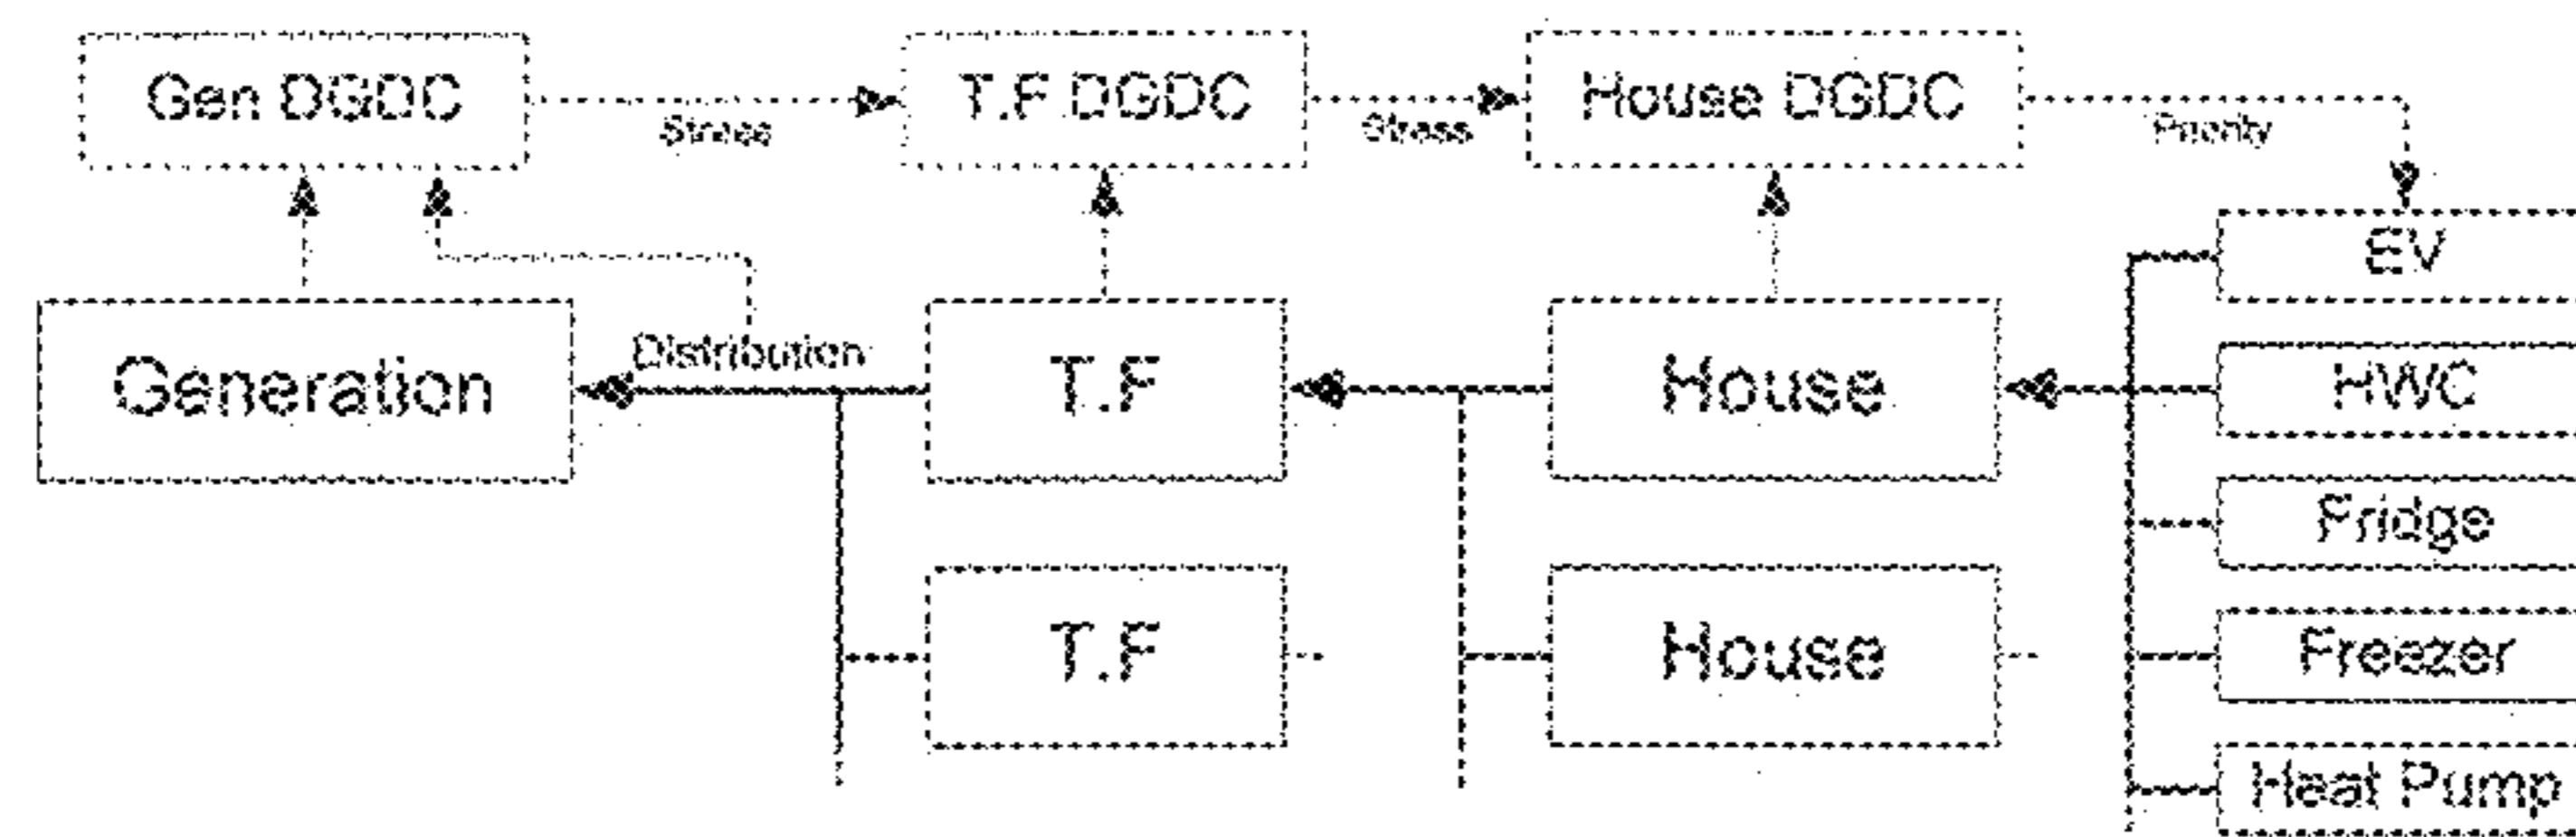 Gen DGDC
T.F DGDC
House DGDC
Stress
Stress
Priority
EV
Generation
Distribution
T.F
House
HWC
Fridge
T.F
House
Freezer
Heat Pump